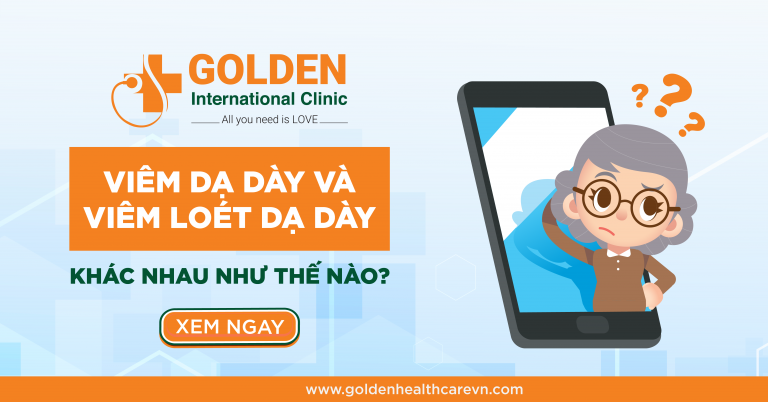 GOLDEN
International Clinic
All you need is LOVE
VIÊM DẠ DÀY VÀ
VIÊM LOÉT DẠ DÀY
KHÁC NHAU NHƯ THẾ NÀO?
XEM NGAY
???
www.goldenhealthcarevn.com